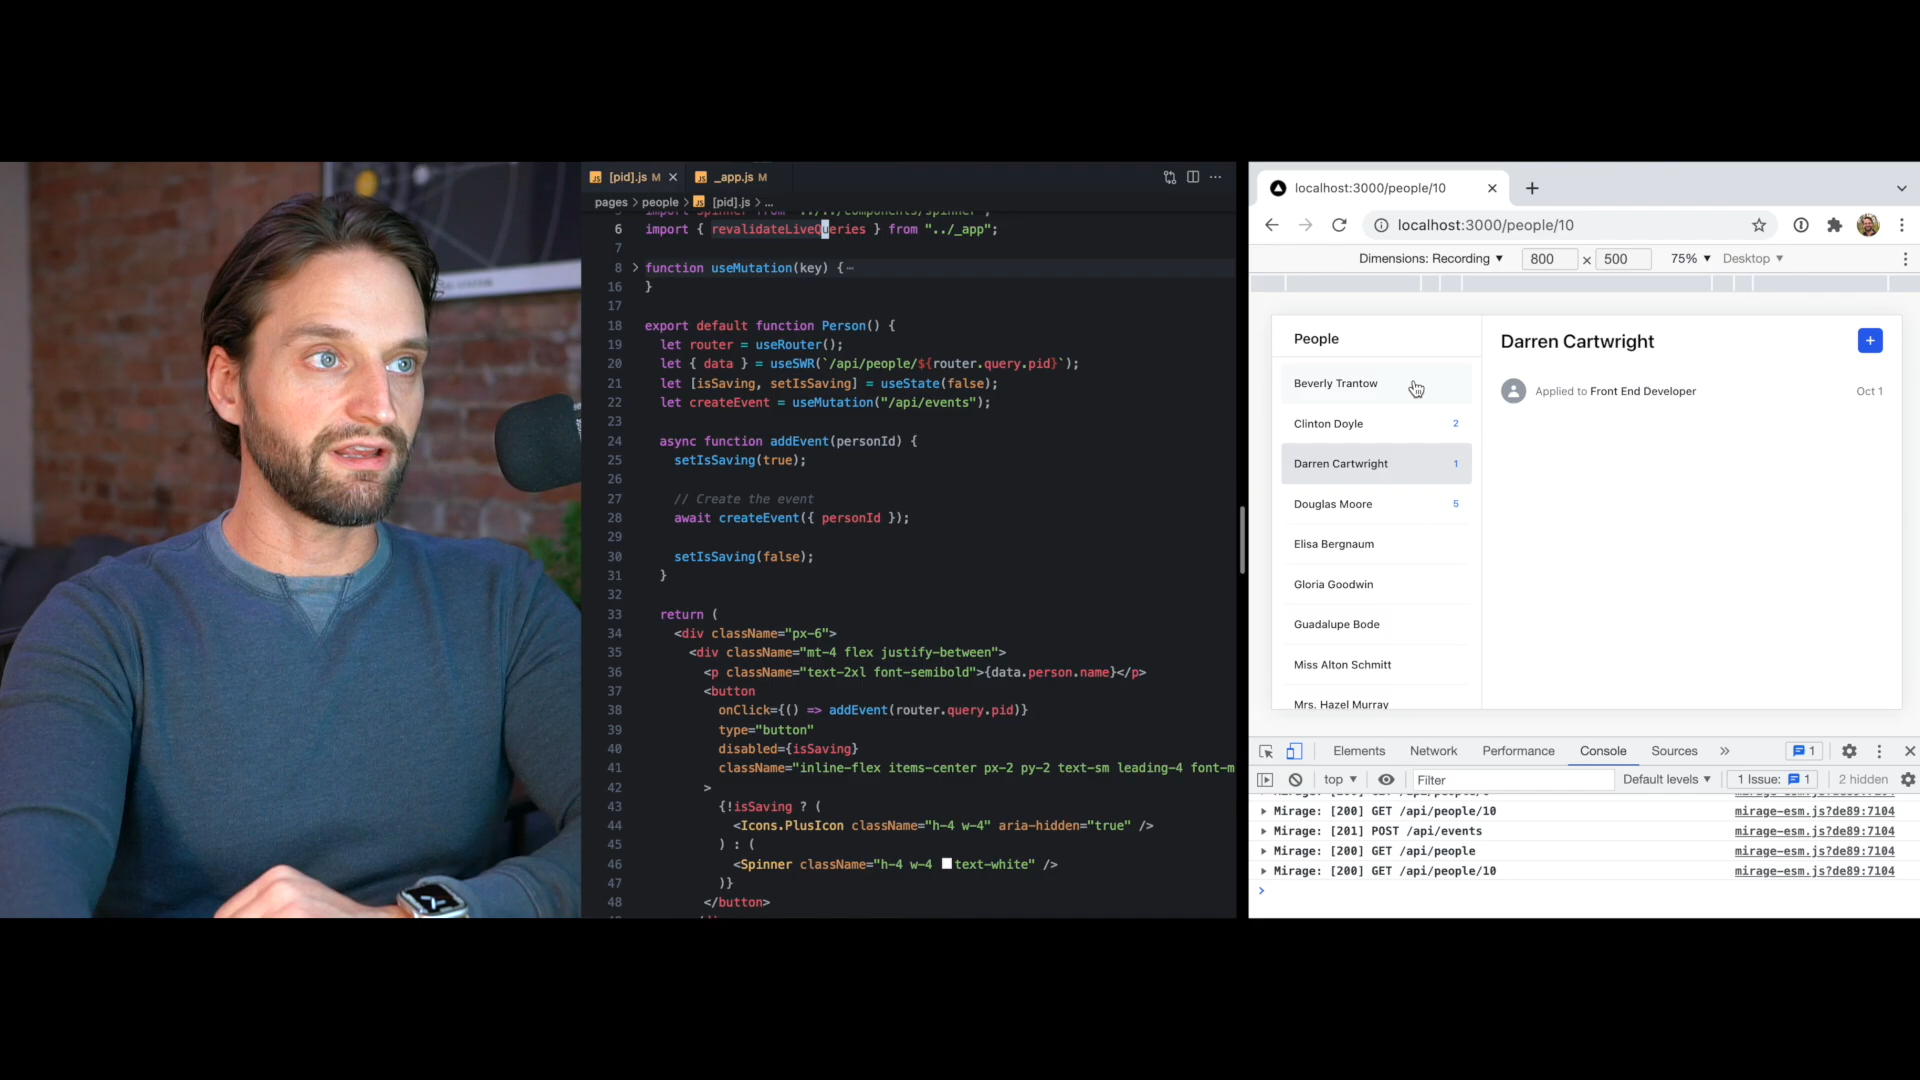 [pid].js M
_app.js M
pages > people > [pid].js > ...
import Spinner from "../../components/spinner";
6 import { revalidateLiveQueries } from "../_app";
7
8 function useMutation(key) {
16 }
17
18 export default function Person() {
19 let router = useRouter();
20 let { data } = useSWR(`/api/people/${router.query.pid}`);
21 let [isSaving, setIsSaving] = useState(false);
22 let createEvent = useMutation("/api/events");
23
24 async function addEvent(personId) {
25 setIsSaving(true);
26
27 // Create the event
28 await createEvent({ personId });
29
30 setIsSaving(false);
31 }
32
33 return (
34 <div className="px-6">
35 <div className="mt-4 flex justify-between">
36 <p className="text-2xl font-semibold">{data.person.name}</p>
37 <button
38 onClick={() => addEvent(router.query.pid)}
39 type="button"
40 disabled={isSaving}
41 className="inline-flex items-center px-2 py-2 text-sm leading-4 font-m
42 >
43 {!isSaving ? (
44 <Icons.PlusIcon className="h-4 w-4" aria-hidden="true" />
45 ) : (
46 <Spinner className="h-4 w-4 text-white" />
47 )}
48 </button>
localhost:3000/people/10
localhost:3000/people/10
Dimensions: Recording 800 × 500 75% Desktop
People
Beverly Trantow
Clinton Doyle 2
Darren Cartwright 1
Douglas Moore 5
Elisa Bergnaum
Gloria Goodwin
Guadalupe Bode
Miss Alton Schmitt
Mrs. Hazel Murray
Darren Cartwright
Applied to Front End Developer Oct 1
Elements Network Performance Console Sources 1
top Filter Default levels 1 Issue: 1 2 hidden
Mirage: [200] GET /api/people/10 mirage-esm.js?de89:7104
Mirage: [201] POST /api/events mirage-esm.js?de89:7104
Mirage: [200] GET /api/people mirage-esm.js?de89:7104
Mirage: [200] GET /api/people/10 mirage-esm.js?de89:7104